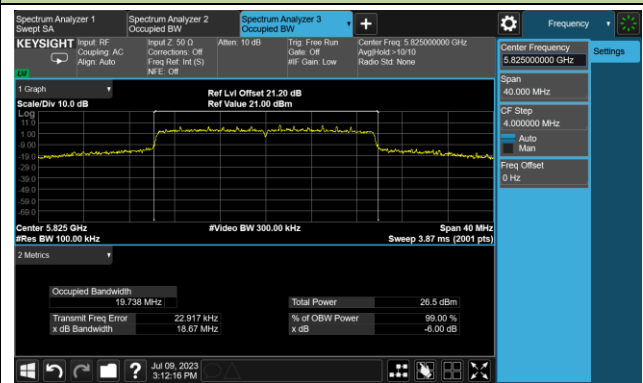 Spectrum Analyzer 1
Swept SA
Spectrum Analyzer 2
Occupied BW
Spectrum Analyzer 3
Occupied BW
Frequency
KEYSIGHT
Input: RF
Coupling: AC
Align: Auto
Input Z: 50 Ω
Corrections: Off
Freq Ref: Int (S)
NFE: Off
Atten: 10 dB
Trig: Free Run
Gate: Off
#IF Gain: Low
Center Freq: 5.825000000 GHz
Avg|Hold:>10/10
Radio Std: None
Center Frequency
5.825000000 GHz
Settings
Span
40.000 MHz
CF Step
4.000000 MHz
Auto
Man
Freq Offset
0 Hz
1 Graph
Scale/Div 10.0 dB
Ref Lvl Offset 21.20 dB
Ref Value 21.00 dBm
Log
11.0
1.00
-9.00
-19.0
-29.0
-39.0
-49.0
-59.0
-69.0
Center 5.825 GHz
#Res BW 100.00 kHz
#Video BW 300.00 kHz
Span 40 MHz
Sweep 3.87 ms (2001 pts)
2 Metrics
Occupied Bandwidth
19.738 MHz
Total Power 26.5 dBm
Transmit Freq Error 22.917 kHz
% of OBW Power 99.00 %
x dB Bandwidth 18.67 MHz
x dB -6.00 dB
Jul 09, 2023
3:12:16 PM